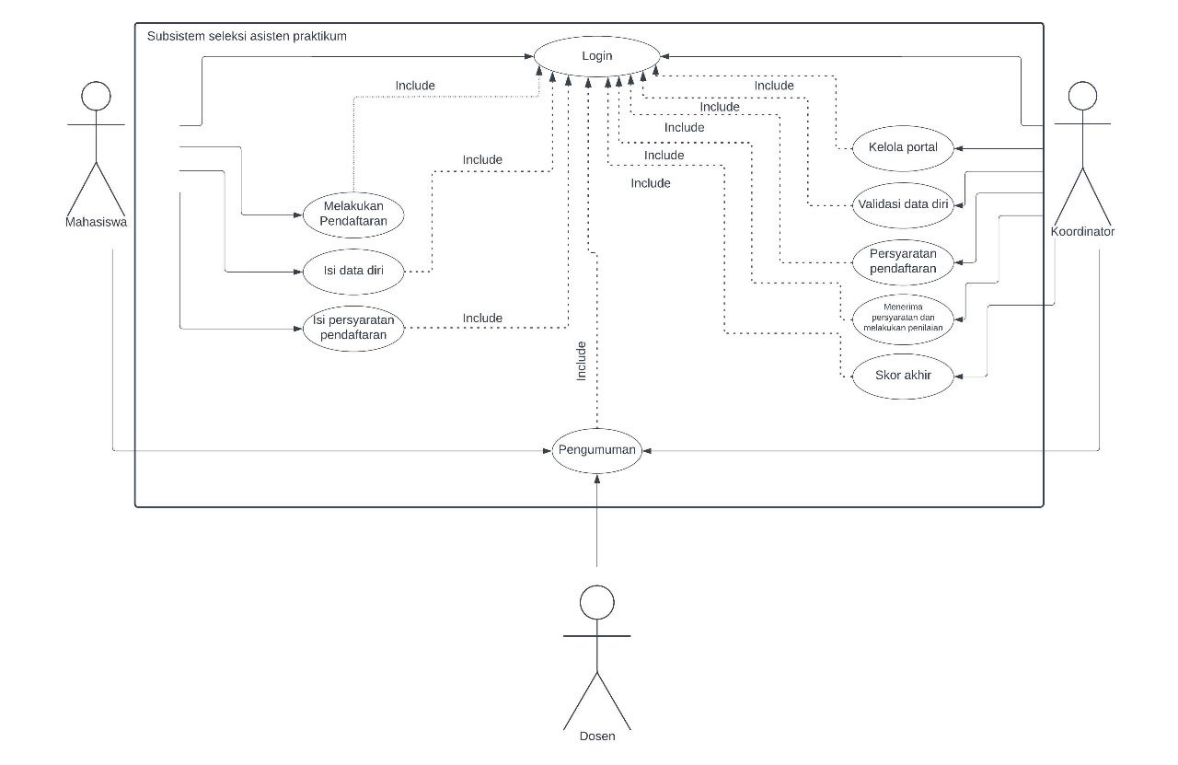 Subsistem seleksi asisten praktikum
Login
Include
Include
Include
Include
Include
Include
Include
Include
Include
Mahasiswa
Koordinator
Melakukan
Pendaftaran
Isi data diri
Isi persyaratan
pendaftaran
Kelola portal
Validasi data diri
Persyaratan
pendaftaran
Menerima
persyaratan dan
melakukan penilaian
Skor akhir
Pengumuman
Dosen